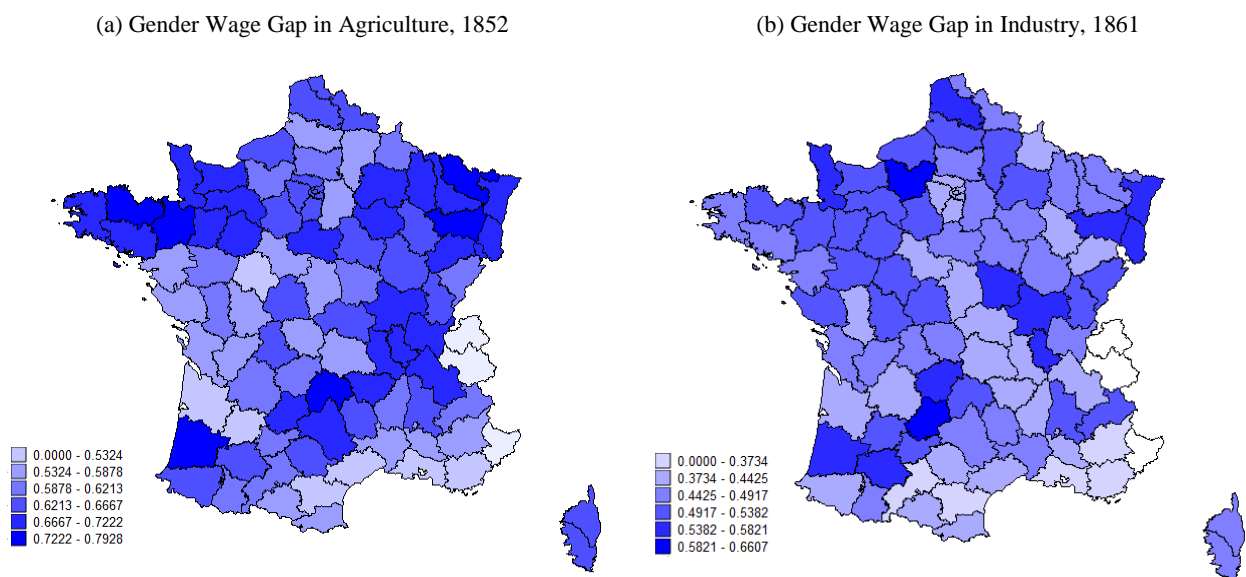 (a) Gender Wage Gap in Agriculture, 1852
0.0000 - 0.5324
0.5324 - 0.5878
0.5878 - 0.6213
0.6213 - 0.6667
0.6667 - 0.7222
0.7222 - 0.7928
(b) Gender Wage Gap in Industry, 1861
0.0000 - 0.3734
0.3734 - 0.4425
0.4425 - 0.4917
0.4917 - 0.5382
0.5382 - 0.5821
0.5821 - 0.6607